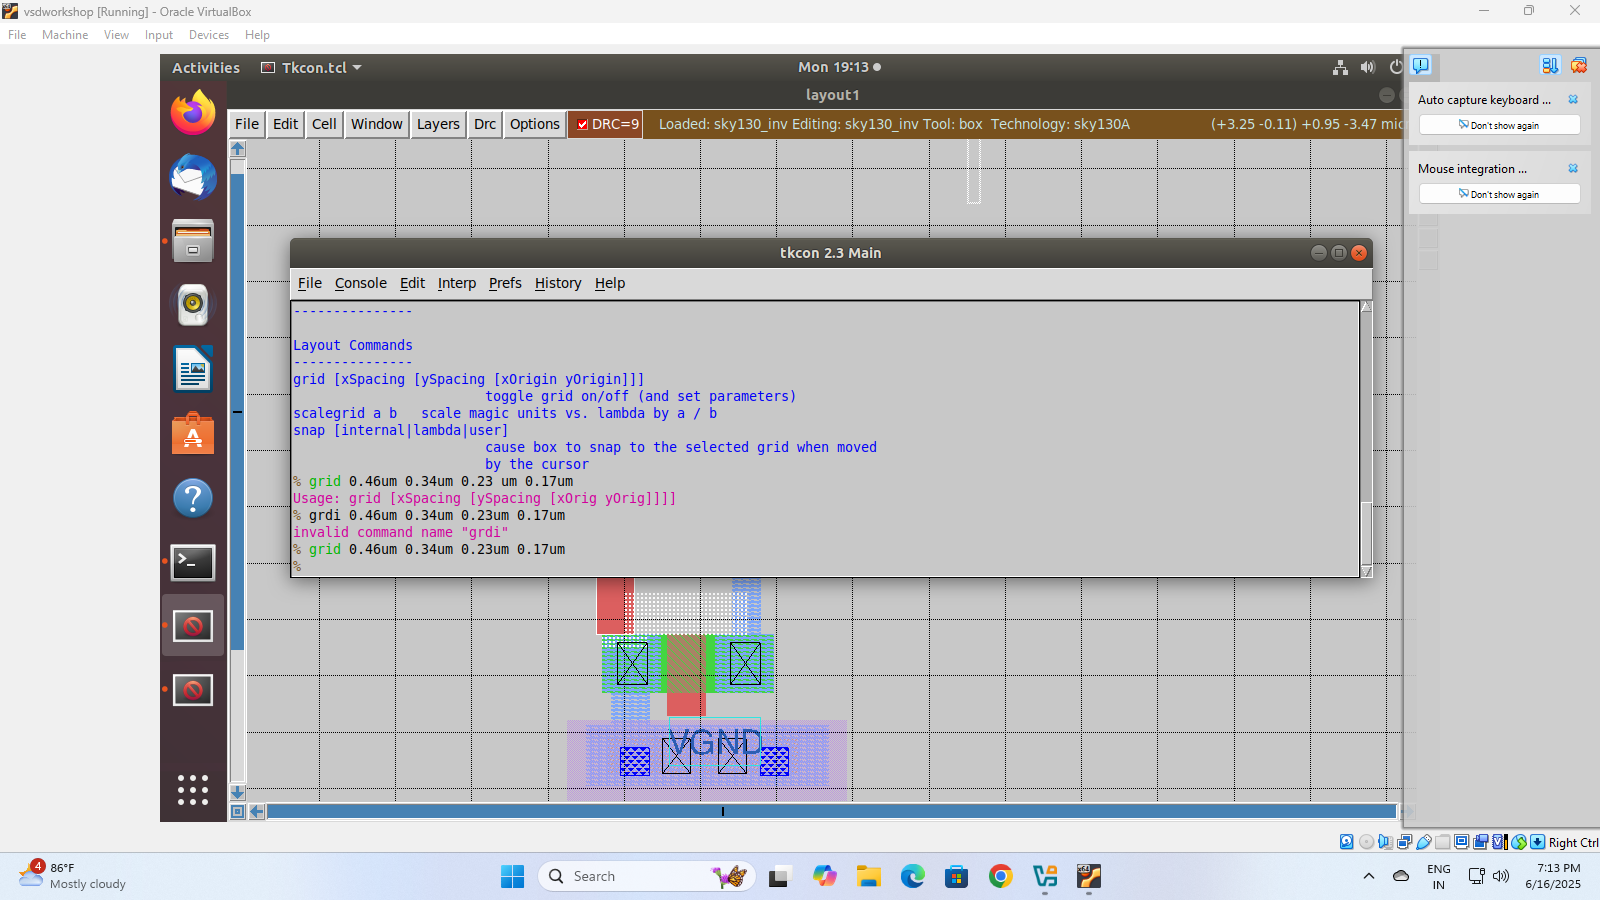 vsdworkshop [Running] - Oracle VirtualBox
File Machine View Input Devices Help
Activities Tkcon.tcl Mon 19:13
layout1
File Edit Cell Window Layers Drc Options DRC=9 Loaded: sky130_inv Editing: sky130_inv Tool: box Technology: sky130A (+3.25 -0.11) +0.95 -3.47 mic
Auto capture keyboard ...
Don't show again
Mouse integration ...
Don't show again
tkcon 2.3 Main
File Console Edit Interp Prefs History Help
---------------
Layout Commands
---------------
grid [xSpacing [ySpacing [xOrigin yOrigin]]]
toggle grid on/off (and set parameters)
scalegrid a b scale magic units vs. lambda by a / b
snap [internal|lambda|user]
cause box to snap to the selected grid when moved
by the cursor
% grid 0.46um 0.34um 0.23 um 0.17um
Usage: grid [xSpacing [ySpacing [xOrig yOrig]]]]
% grdi 0.46um 0.34um 0.23um 0.17um
invalid command name "grdi"
% grid 0.46um 0.34um 0.23um 0.17um
%
VGND
Right Ctrl
4
86°F
Mostly cloudy
Search
ENG
IN
7:13 PM
6/16/2025